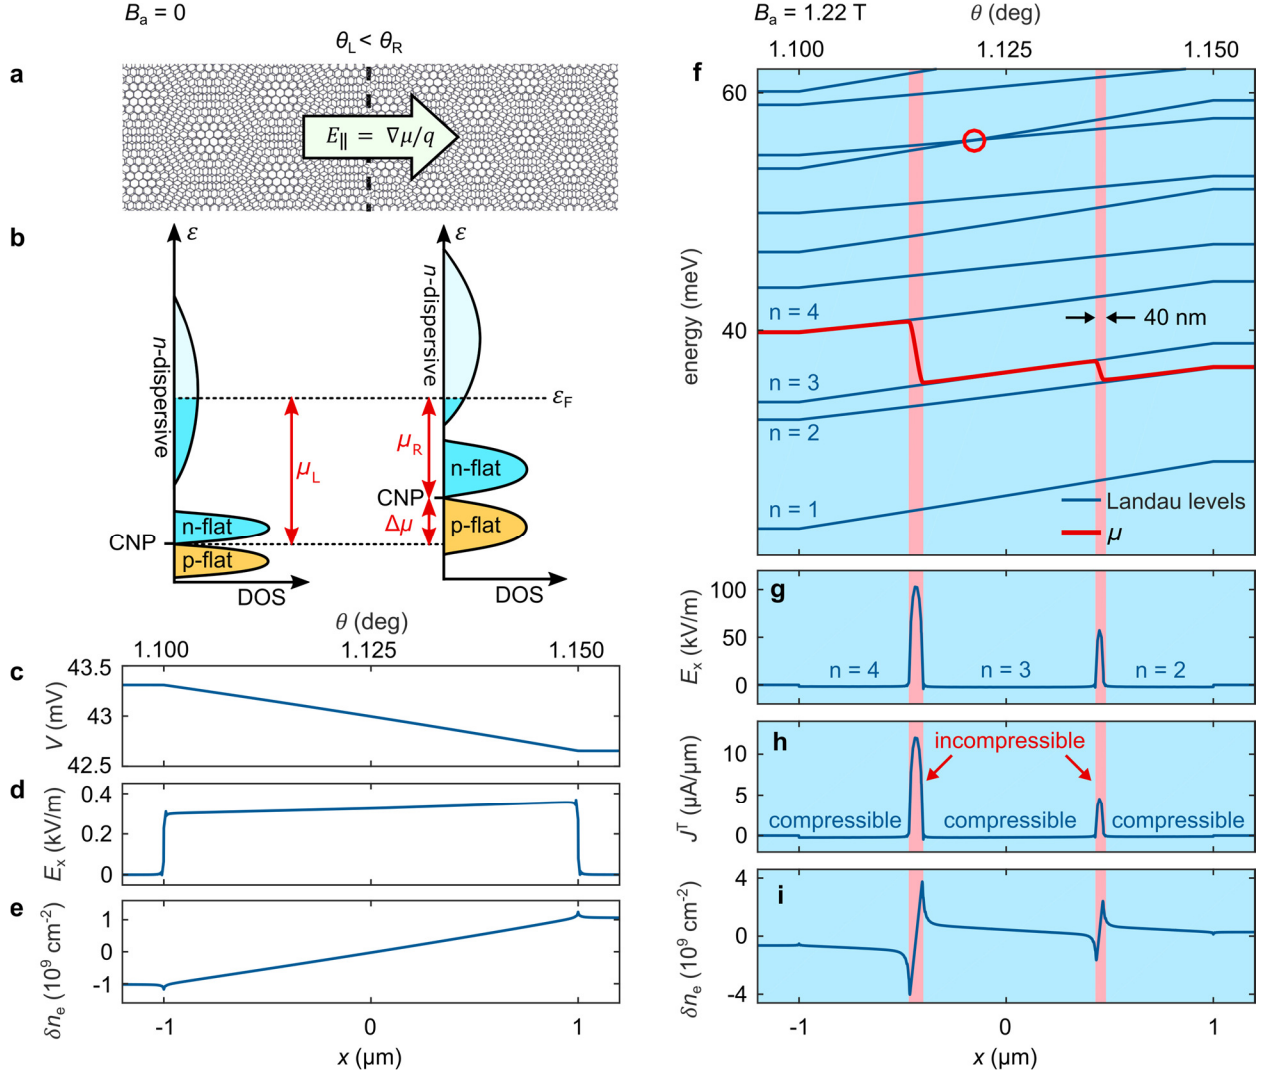 Bₐ = 0
θL < θR
a
E∥ = ∇μ/q
b
ε
n-dispersive
n-flat
CNP
p-flat
DOS
μL
ε
n-dispersive
εF
μR
n-flat
CNP
Δμ
p-flat
DOS
θ (deg)
1.100 1.125 1.150
c
V (mV)
43.5
43
42.5
d
Eₓ (kV/m)
0.4
0.2
0
e
δnₑ (10⁹ cm⁻²)
1
0
-1
-1 0 1
x (μm)
Bₐ = 1.22 T
θ (deg)
1.100 1.125 1.150
f
energy (meV)
60
40
n = 4
40 nm
n = 3
n = 2
n = 1
Landau levels
μ
g
Eₓ (kV/m)
100
50
0
n = 4 n = 3 n = 2
h
Jᵀ (μA/μm)
10
5
0
incompressible
compressible compressible compressible
i
δnₑ (10⁹ cm⁻²)
4
0
-4
-1 0 1
x (μm)